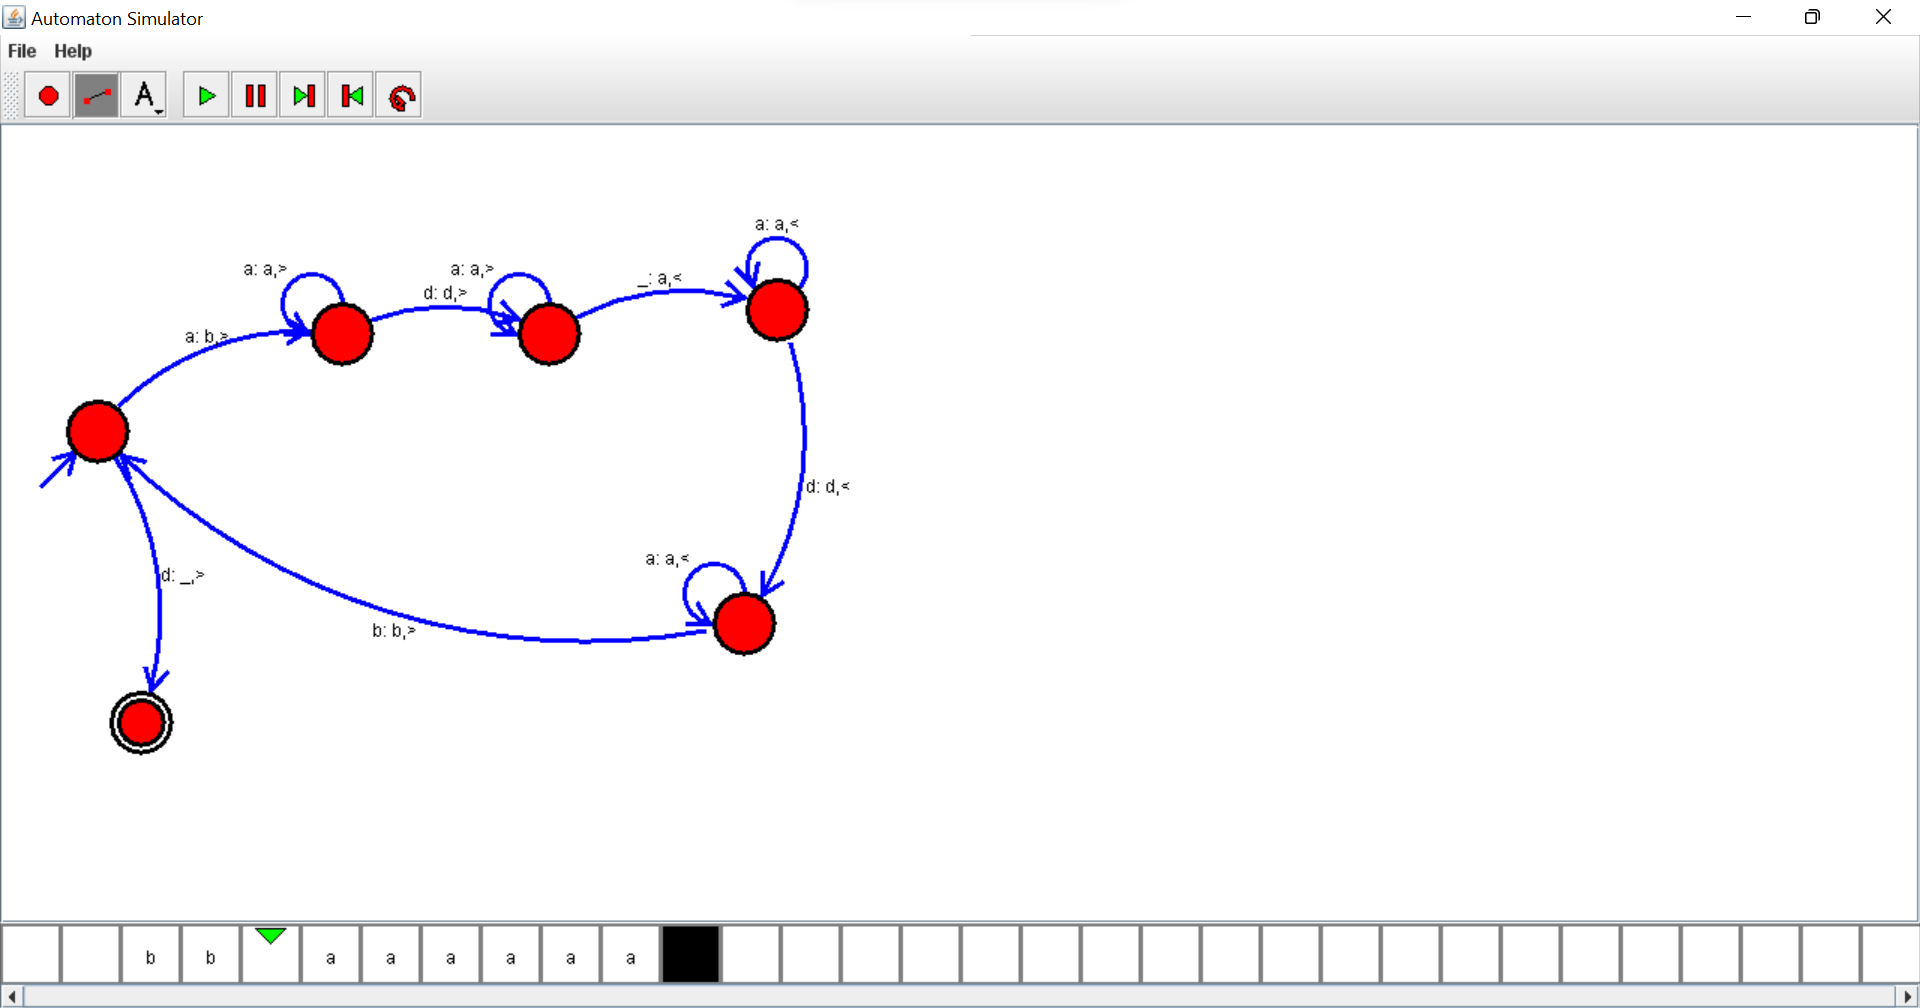 Automaton Simulator
File Help
A
a: a,<
a: a,> a: a,>
d: d,> _: a,<
a: b,>
d: d,<
a: a,<
d: _,>
b: b,>
b b a a a a a a